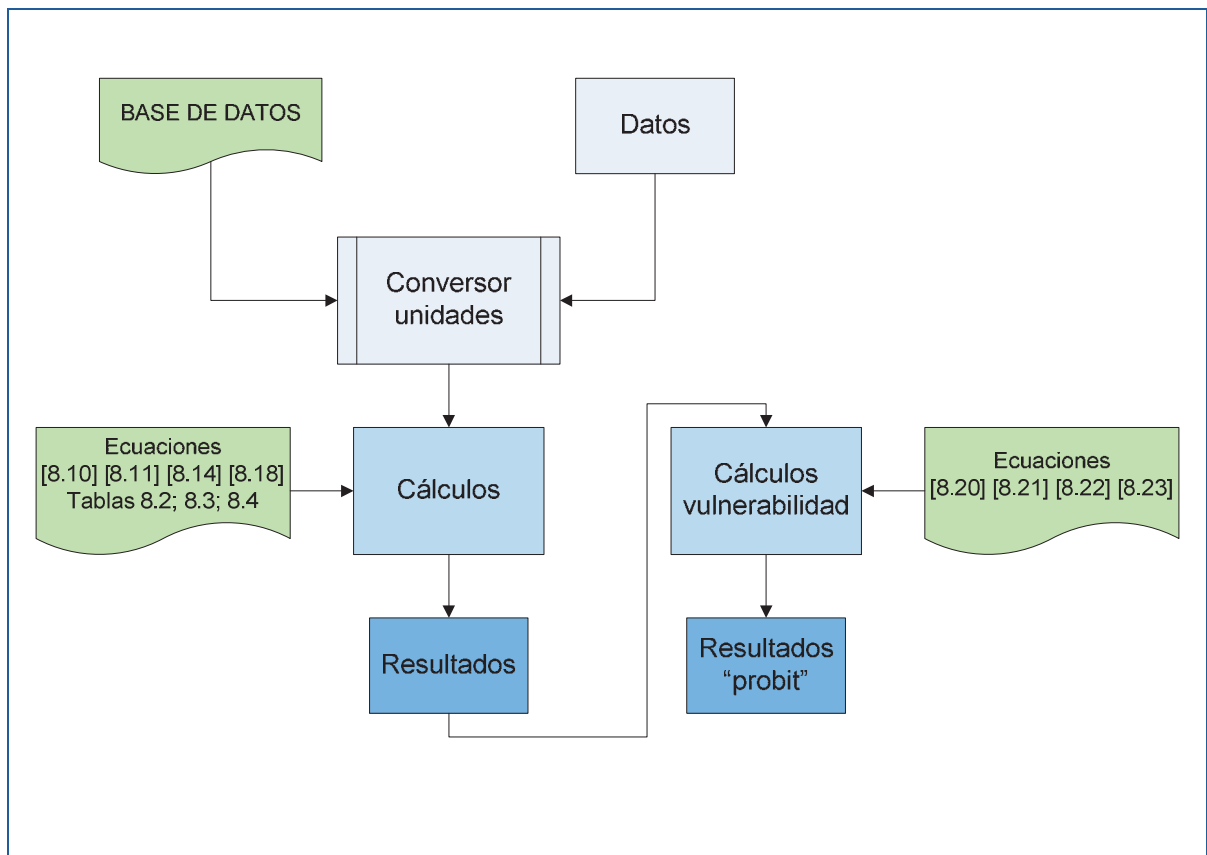 BASE DE DATOS
Datos
Conversor
unidades
Ecuaciones
[8.10] [8.11] [8.14] [8.18]
Tablas 8.2; 8.3; 8.4
Cálculos
Cálculos
vulnerabilidad
Ecuaciones
[8.20] [8.21] [8.22] [8.23]
Resultados
Resultados
“probit”